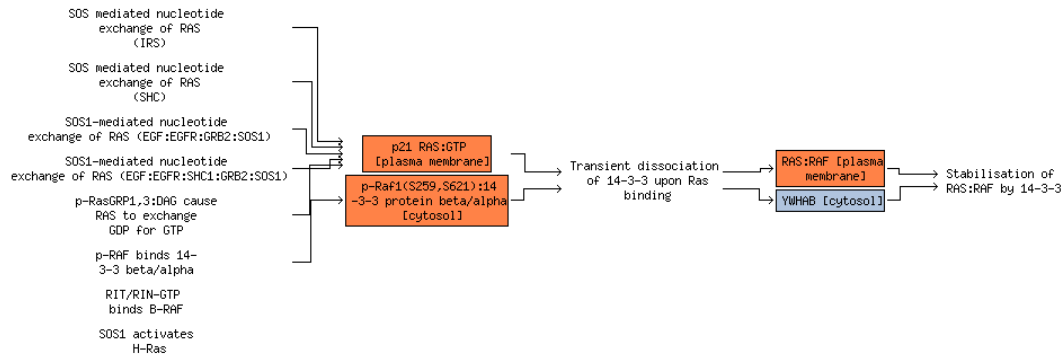 SOS mediated nucleotide
exchange of RAS
(IRS)
SOS mediated nucleotide
exchange of RAS
(SHC)
SOS1-mediated nucleotide
exchange of RAS (EGF:EGFR:GRB2:SOS1)
SOS1-mediated nucleotide
exchange of RAS (EGF:EGFR:SHC1:GRB2:SOS1)
p-RasGRP1,3:DAG cause
RAS to exchange
GDP for GTP
p-RAF binds 14-
3-3 beta/alpha
RIT/RIN-GTP
binds B-RAF
SOS1 activates
H-Ras
p21 RAS:GTP
[plasma membrane]
p-Raf1(S259,S621):14
-3-3 protein beta/alpha
[cytosol]
Transient dissociation
of 14-3-3 upon Ras
binding
RAS:RAF [plasma
membrane]
YWHAB [cytosol]
Stabilisation of
RAS:RAF by 14-3-3